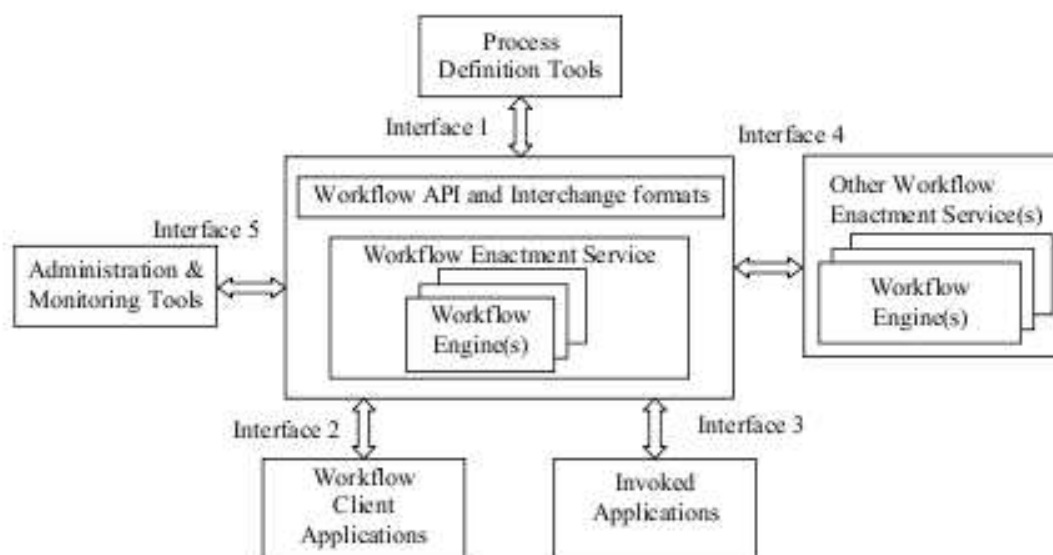 Process
Definition Tools
Interface 1
Interface 4
Workflow API and Interchange formats
Other Workflow
Enactment Service(s)
Workflow
Engine(s)
Interface 5
Administration &
Monitoring Tools
Workflow Enactment Service
Workflow
Engine(s)
Interface 2
Interface 3
Workflow
Client
Applications
Invoked
Applications